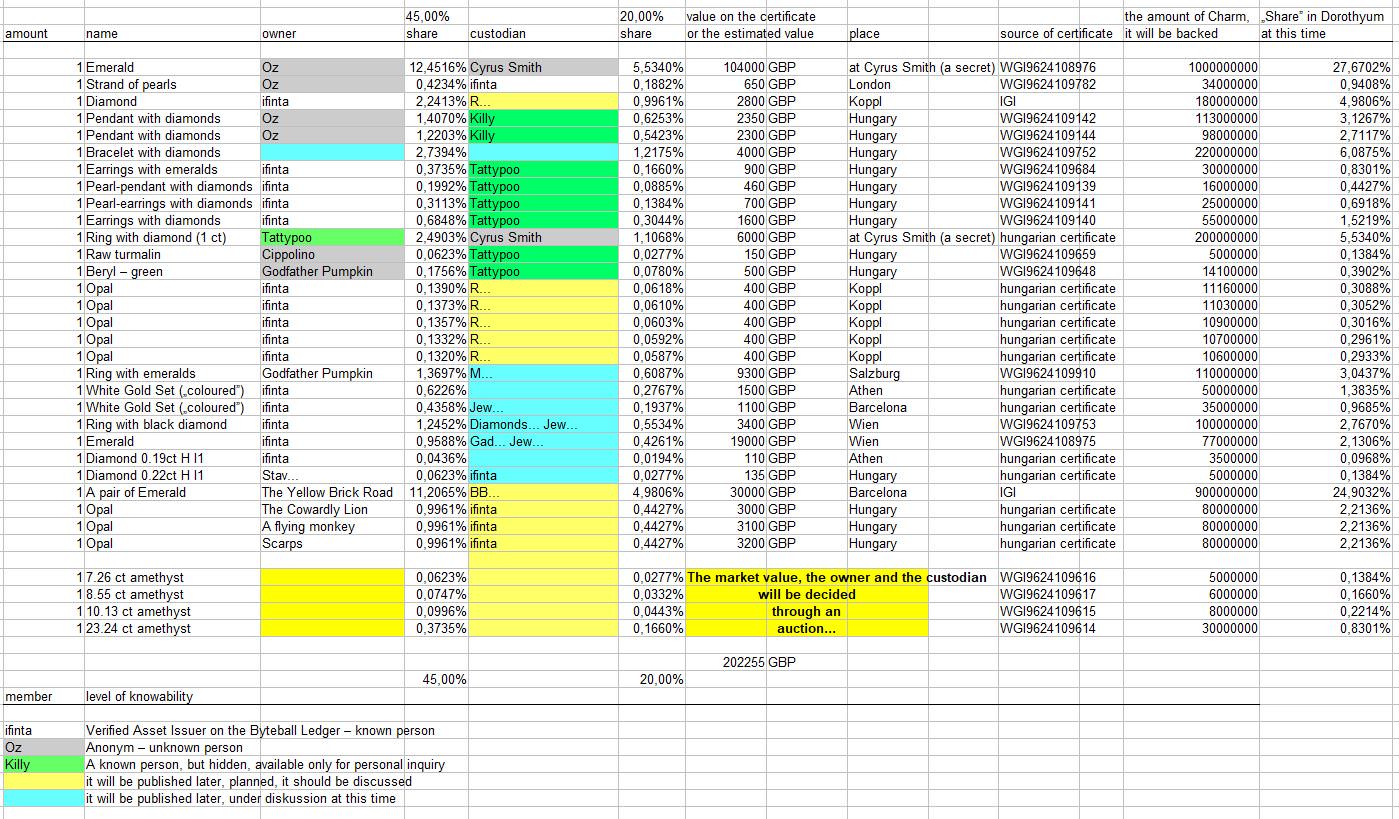 45,00% 20,00% value on the certificate the amount of Charm, „Share” in Dorothyum
amount name owner share custodian share or the estimated value place source of certificate it will be backed at this time
1 Emerald Oz 12,4516% Cyrus Smith 5,5340% 104000 GBP at Cyrus Smith (a secret) WGI9624108976 1000000000 27,6702%
1 Strand of pearls Oz 0,4234% ifinta 0,1882% 650 GBP London WGI9624109782 34000000 0,9408%
1 Diamond ifinta 2,2413% R... 0,9961% 2800 GBP Koppl IGI 180000000 4,9806%
1 Pendant with diamonds Oz 1,4070% Killy 0,6253% 2350 GBP Hungary WGI9624109142 113000000 3,1267%
1 Pendant with diamonds Oz 1,2203% Killy 0,5423% 2300 GBP Hungary WGI9624109144 98000000 2,7117%
1 Bracelet with diamonds 2,7394% 1,2175% 4000 GBP Hungary WGI9624109752 220000000 6,0875%
1 Earrings with emeralds ifinta 0,3735% Tattypoo 0,1660% 900 GBP Hungary WGI9624109684 30000000 0,8301%
1 Pearl-pendant with diamonds ifinta 0,1992% Tattypoo 0,0885% 460 GBP Hungary WGI9624109139 16000000 0,4427%
1 Pearl-earrings with diamonds ifinta 0,3113% Tattypoo 0,1384% 700 GBP Hungary WGI9624109141 25000000 0,6918%
1 Earrings with diamonds ifinta 0,6848% Tattypoo 0,3044% 1600 GBP Hungary WGI9624109140 55000000 1,5219%
1 Ring with diamond (1 ct) Tattypoo 2,4903% Cyrus Smith 1,1068% 6000 GBP at Cyrus Smith (a secret) hungarian certificate 200000000 5,5340%
1 Raw turmalin Cippolino 0,0623% Tattypoo 0,0277% 150 GBP Hungary WGI9624109659 5000000 0,1384%
1 Beryl – green Godfather Pumpkin 0,1756% Tattypoo 0,0780% 500 GBP Hungary WGI9624109648 14100000 0,3902%
1 Opal ifinta 0,1390% R... 0,0618% 400 GBP Koppl hungarian certificate 11160000 0,3088%
1 Opal ifinta 0,1373% R... 0,0610% 400 GBP Koppl hungarian certificate 11030000 0,3052%
1 Opal ifinta 0,1357% R... 0,0603% 400 GBP Koppl hungarian certificate 10900000 0,3016%
1 Opal ifinta 0,1332% R... 0,0592% 400 GBP Koppl hungarian certificate 10700000 0,2961%
1 Opal ifinta 0,1320% R... 0,0587% 400 GBP Koppl hungarian certificate 10600000 0,2933%
1 Ring with emeralds Godfather Pumpkin 1,3697% M... 0,6087% 9300 GBP Salzburg WGI9624109910 110000000 3,0437%
1 White Gold Set („coloured”) ifinta 0,6226% 0,2767% 1500 GBP Athen hungarian certificate 50000000 1,3835%
1 White Gold Set („coloured”) ifinta 0,4358% Jew... 0,1937% 1100 GBP Barcelona hungarian certificate 35000000 0,9685%
1 Ring with black diamond ifinta 1,2452% Diamonds... Jew... 0,5534% 3400 GBP Wien WGI9624109753 100000000 2,7670%
1 Emerald ifinta 0,9588% Gad... Jew... 0,4261% 19000 GBP Wien WGI9624108975 77000000 2,1306%
1 Diamond 0.19ct H I1 ifinta 0,0436% 0,0194% 110 GBP Athen hungarian certificate 3500000 0,0968%
1 Diamond 0.22ct H I1 Stav... 0,0623% ifinta 0,0277% 135 GBP Hungary hungarian certificate 5000000 0,1384%
1 A pair of Emerald The Yellow Brick Road 11,2065% BB... 4,9806% 30000 GBP Barcelona IGI 900000000 24,9032%
1 Opal The Cowardly Lion 0,9961% ifinta 0,4427% 3000 GBP Hungary hungarian certificate 80000000 2,2136%
1 Opal A flying monkey 0,9961% ifinta 0,4427% 3100 GBP Hungary hungarian certificate 80000000 2,2136%
1 Opal Scarps 0,9961% ifinta 0,4427% 3200 GBP Hungary hungarian certificate 80000000 2,2136%
1 7.26 ct amethyst 0,0623% 0,0277% The market value, the owner and the custodian WGI9624109616 5000000 0,1384%
1 8.55 ct amethyst 0,0747% 0,0332% will be decided WGI9624109617 6000000 0,1660%
1 10.13 ct amethyst 0,0996% 0,0443% through an WGI9624109615 8000000 0,2214%
1 23.24 ct amethyst 0,3735% 0,1660% auction... WGI9624109614 30000000 0,8301%
202255 GBP
45,00% 20,00%
member level of knowability
ifinta Verified Asset Issuer on the Byteball Ledger – known person
Oz Anonym – unknown person
Killy A known person, but hidden, available only for personal inquiry
it will be published later, planned, it should be discussed
it will be published later, under diskussion at this time